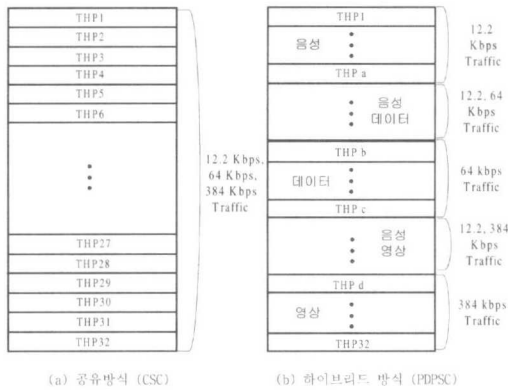 THP1
THP2
THP3
THP4
THP5
THP6
THP27
THP28
THP29
THP30
THP31
THP32
12.2 Kbps,
64 Kbps,
384 Kbps
Traffic
(a) 공유방식 (CSC)
THP1
음성
THP a
음성
데이터
THP b
데이터
THP c
음성
영상
THP d
영상
THP32
12.2
Kbps
Traffic
12.2, 64
Kbps
Traffic
64 kbps
Traffic
12.2, 384
Kbps
Traffic
384 kbps
Traffic
(b) 하이브리드 방식 (PDPSC)